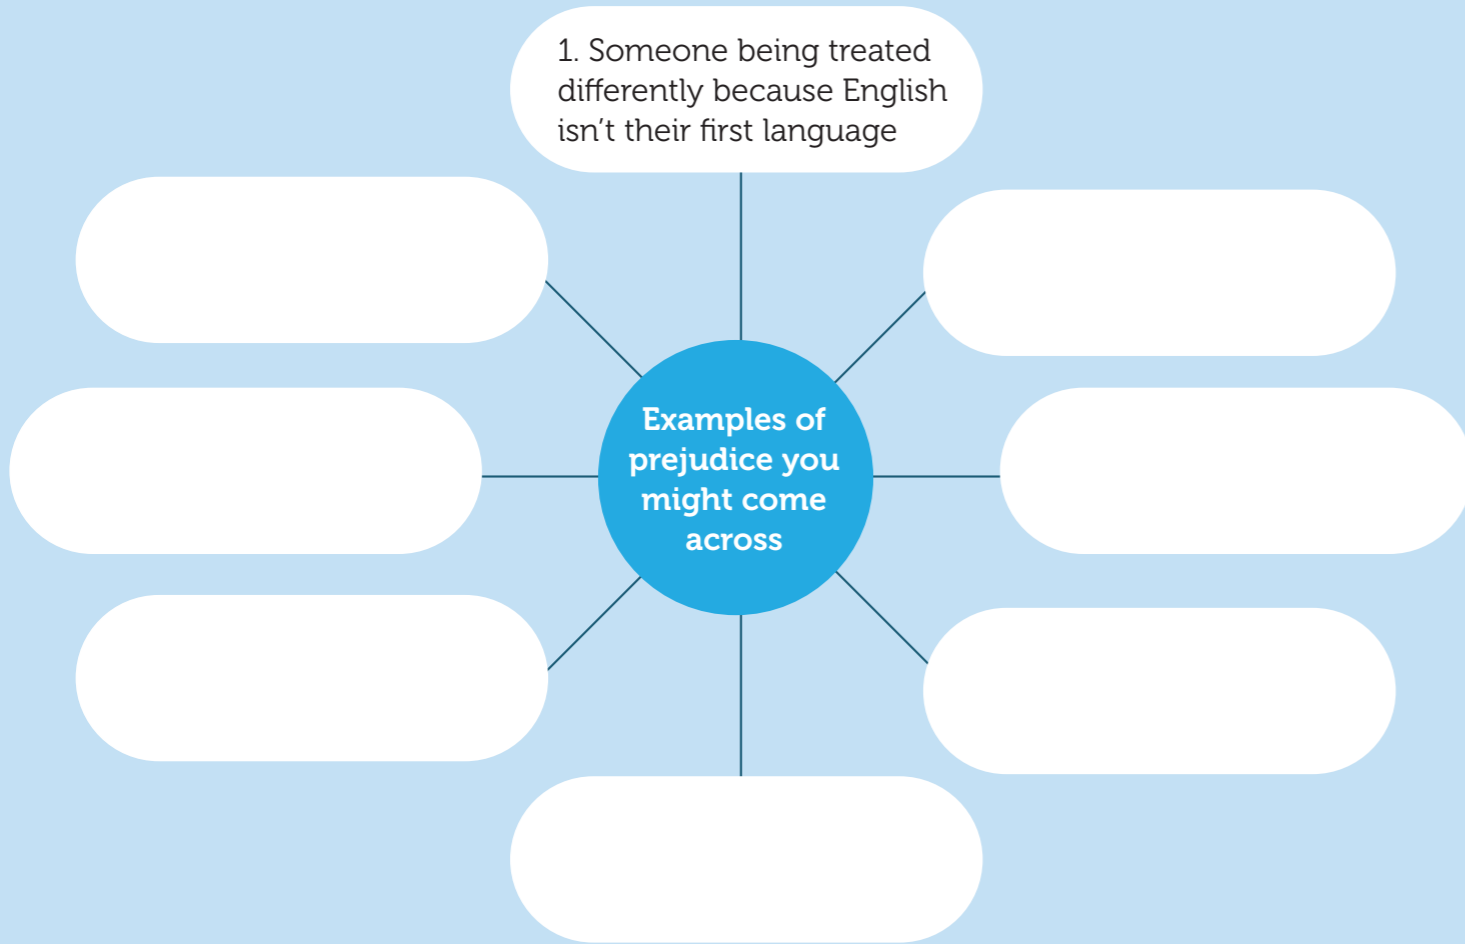 1. Someone being treated
differently because English
isn’t their first language
Examples of
prejudice you
might come
across